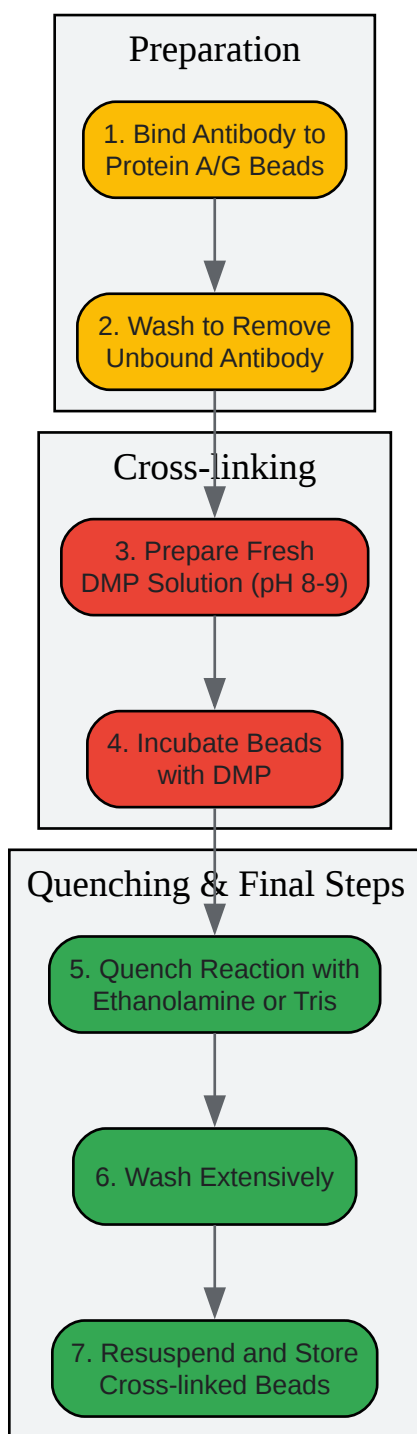 Preparation
1. Bind Antibody to
Protein A/G Beads
2. Wash to Remove
Unbound Antibody
Cross-linking
3. Prepare Fresh
DMP Solution (pH 8-9)
4. Incubate Beads
with DMP
Quenching & Final Steps
5. Quench Reaction with
Ethanolamine or Tris
6. Wash Extensively
7. Resuspend and Store
Cross-linked Beads